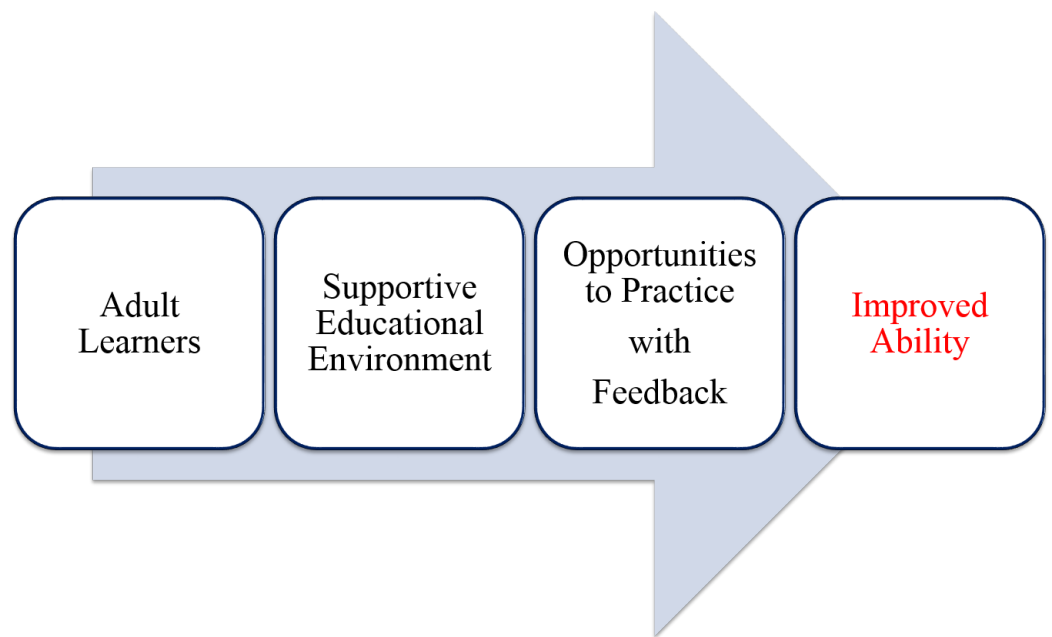 Adult
Learners
Supportive
Educational
Environment
Opportunities
to Practice
with
Feedback
Improved
Ability